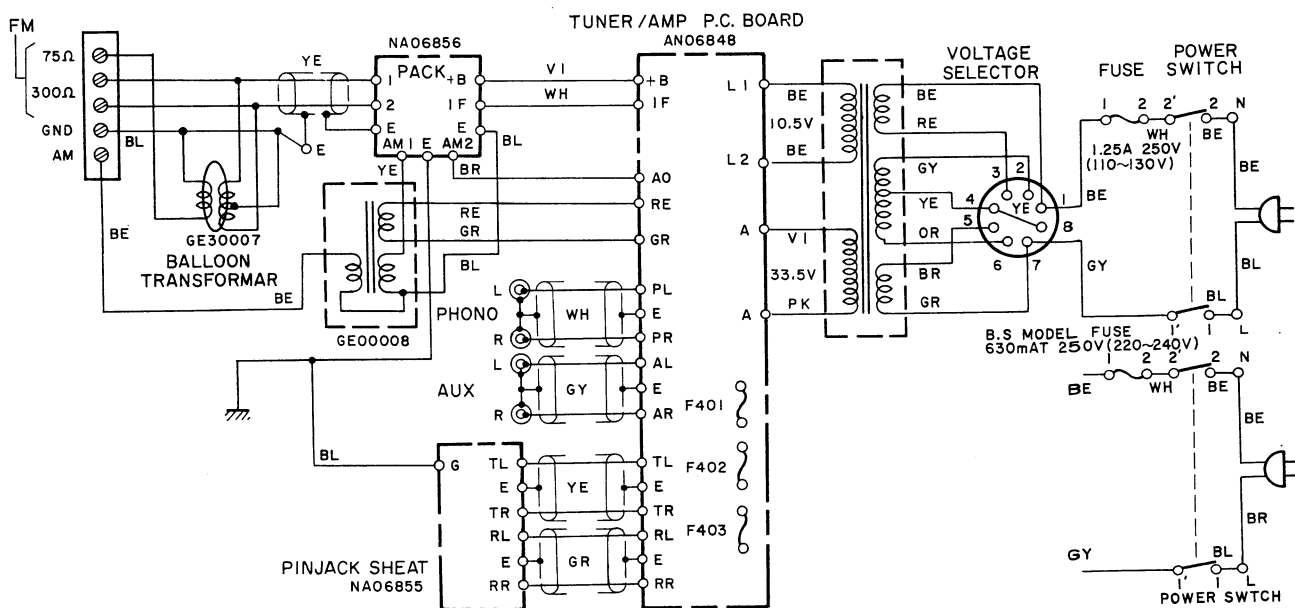 TUNER/AMP P.C. BOARD
AN06848
FM
75Ω
300Ω
GND
AM
BL
BE
YE
E
NA06856
PACK
1
2
E
+B
IF
E
AM1 E AM2
VI
WH
BL
YE
BR
GE30007
BALLOON
TRANSFORMAR
BE
RE
GR
BL
GE00008
+B
IF
AO
RE
GR
PL
E
PR
AL
E
AR
TL
E
TR
RL
E
RR
PHONO
L
R
WH
AUX
L
R
GY
BL
G
TL
E
TR
RL
E
RR
YE
GR
PINJACK SHEAT
NA06855
L1
L2
A
A
F401
F402
F403
BE
10.5V
BE
VI
33.5V
PK
BE
RE
GY
YE
OR
BR
GR
VOLTAGE
SELECTOR
3
2
4
1
YE
5
8
6
7
BE
GY
FUSE
POWER
SWITCH
1
2
2'
2
N
WH
BE
1.25A 250V
(110~130V)
BE
BL
BL
1'
1
L
B.S MODEL FUSE
630mAT 250V(220~240V)
1
2
2'
2
N
BE
WH
BE
BE
BR
GY
BL
1'
1
L
POWER SWTCH